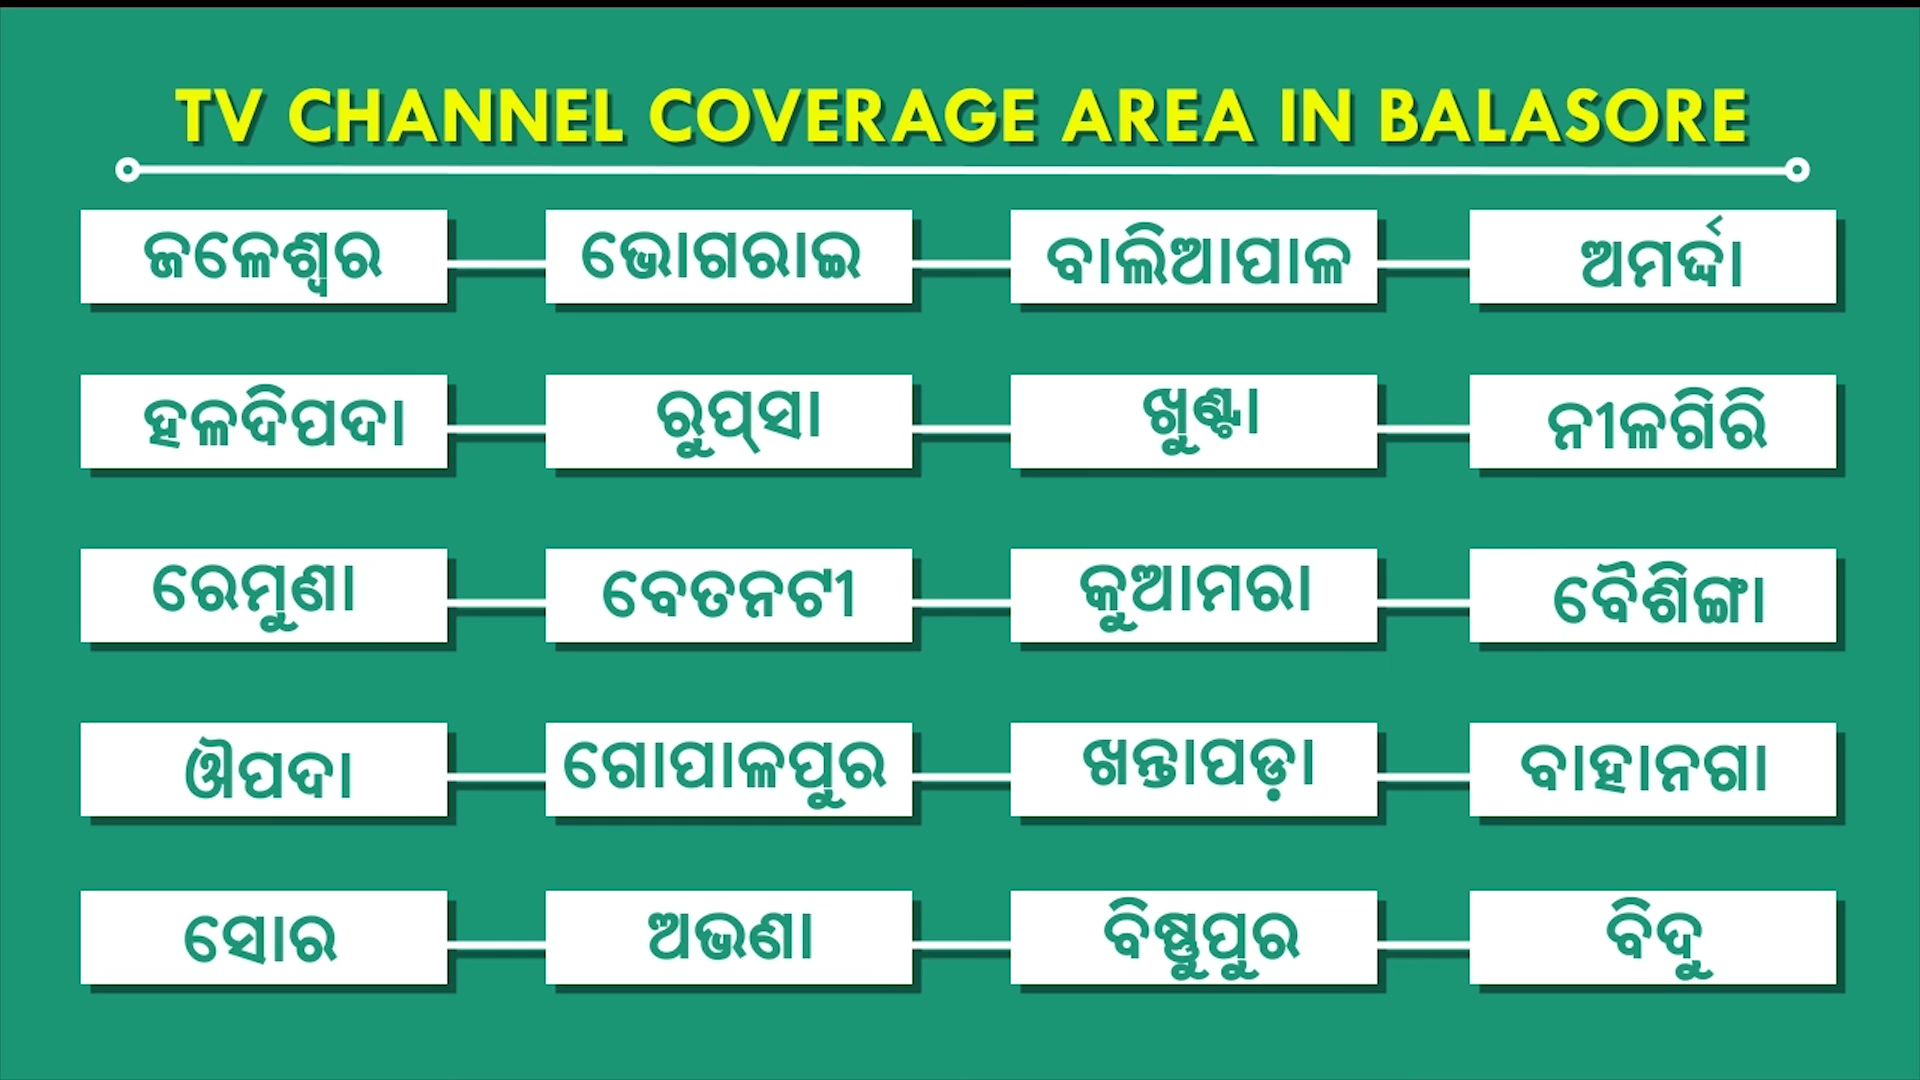 TV CHANNEL COVERAGE AREA IN BALASORE
ଜଳେଶ୍ୱର ଭୋଗରାଇ ବାଲିଆପାଳ ଅମର୍ଦ୍ଦା
ହଳଦିପଦା ରୁପ୍‌ସା ଖୁଣ୍ଟା ନୀଳଗିରି
ରେମୁଣା ବେତନଟୀ କୁଆମରା ବୈଶିଙ୍ଗା
ଔପଦା ଗୋପାଳପୁର ଖନ୍ତାପଡ଼ା ବାହାନଗା
ସୋର ଅଭଣା ବିଷ୍ଣୁପୁର ବିଦୁ